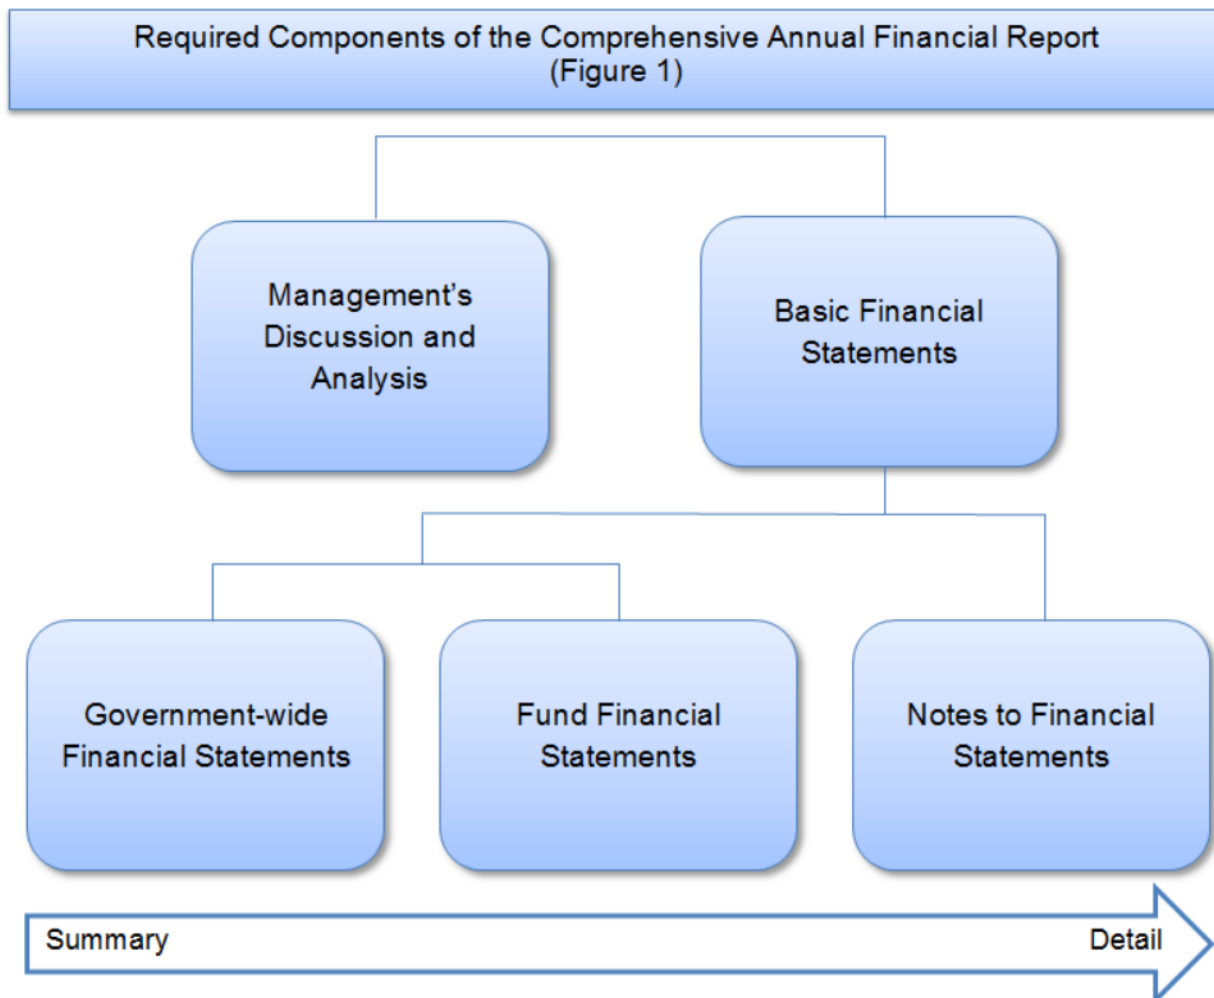 Required Components of the Comprehensive Annual Financial Report
(Figure 1)
Management’s
Discussion and
Analysis
Basic Financial
Statements
Government-wide
Financial Statements
Fund Financial
Statements
Notes to Financial
Statements
Summary
Detail